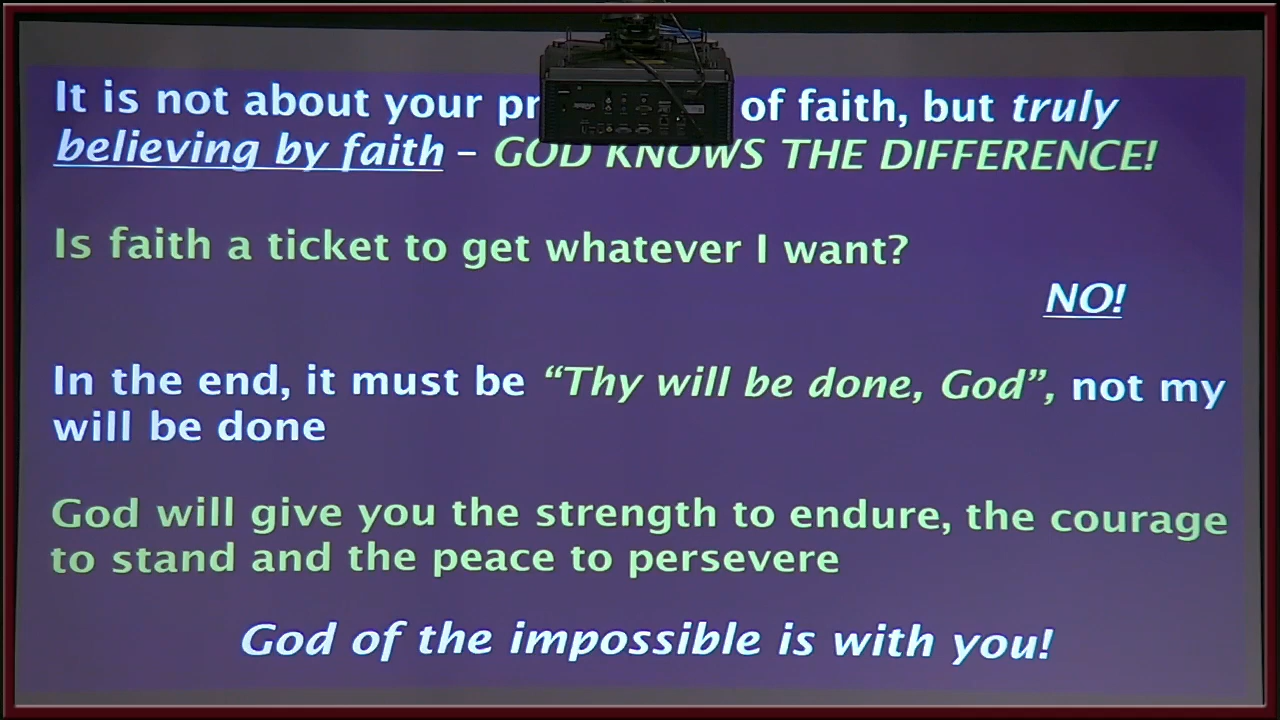 It is not about your pr of faith, but truly
believing by faith – GOD KNOWS THE DIFFERENCE!
Is faith a ticket to get whatever I want?
NO!
In the end, it must be “Thy will be done, God”, not my
will be done
God will give you the strength to endure, the courage
to stand and the peace to persevere
God of the impossible is with you!